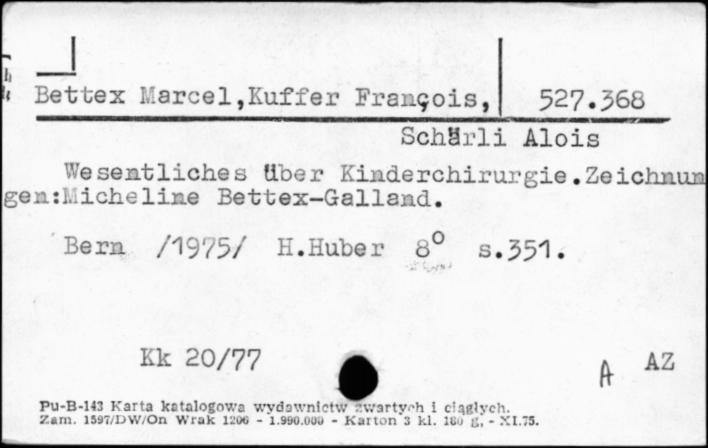 Bettex Marcel,Kuffer François, 527.368
Schärli Alois
Wesentliches über Kinderchirurgie.Zeichnun
gen:Micheline Bettex-Galland.
Bern /1975/ H.Huber 8° s.351.
Kk 20/77
A AZ
Pu-B-143 Karta katalogowa wydawnictw zwartych i ciągłych.
Zam. 1597/DW/On Wrak 1206 - 1.990.000 - Karton 3 kl. 180 g. - XI.75.